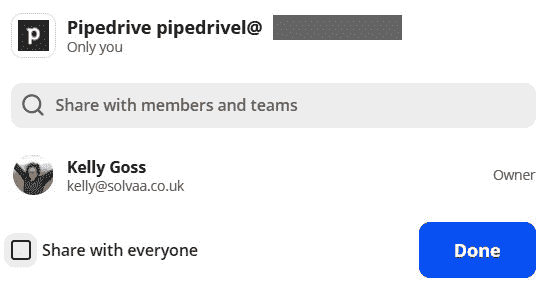 p
Pipedrive pipedrivel@
Only you
Share with members and teams
Kelly Goss
kelly@solvaa.co.uk
Owner
Share with everyone
Done